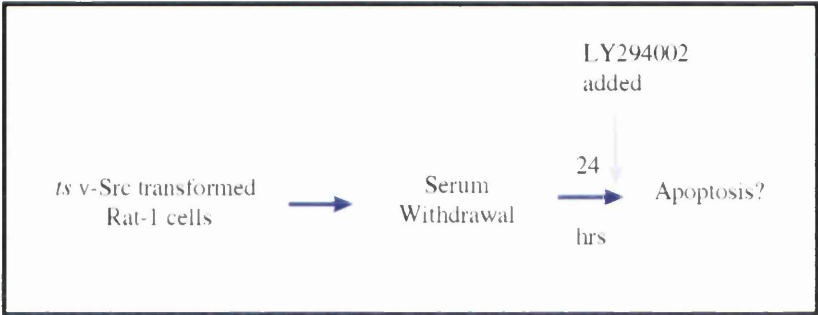 LY294002
added
ts v-Src transformed
Rat-1 cells
Serum
Withdrawal
24
hrs
Apoptosis?